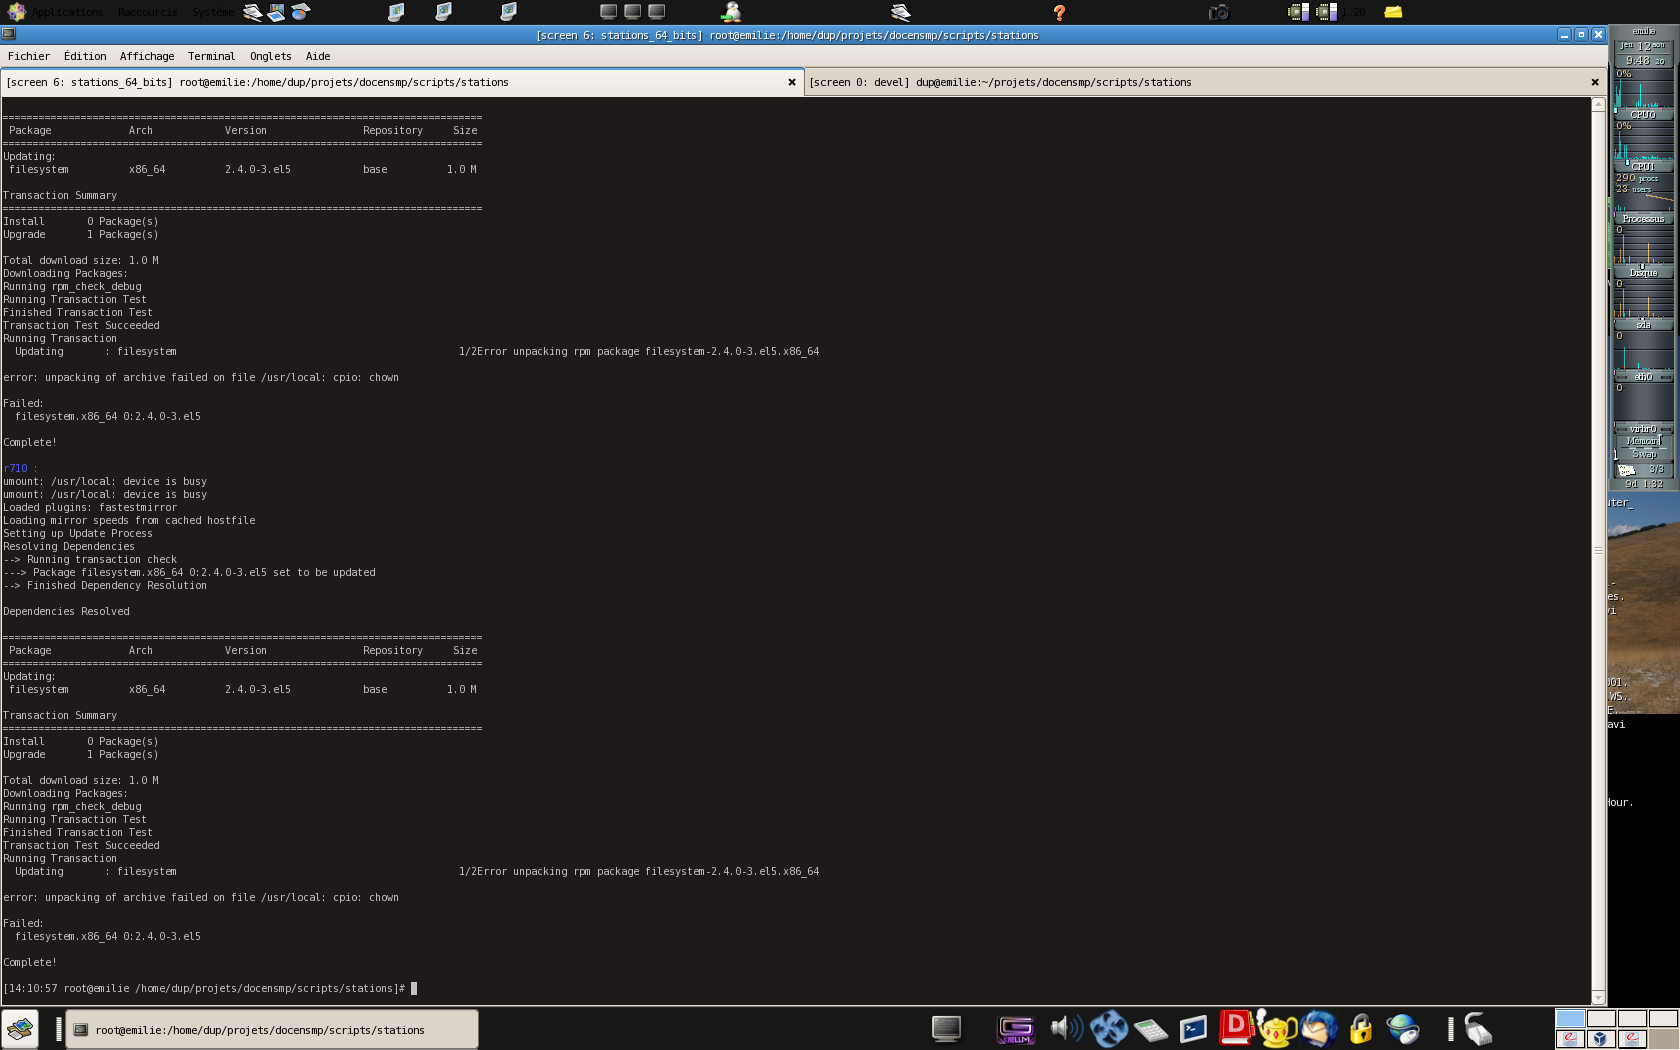 Applications Raccourcis Système 1.20
[screen 6: stations_64_bits] root@emilie:/home/dup/projets/docensmp/scripts/stations
Fichier Édition Affichage Terminal Onglets Aide
[screen 6: stations_64_bits] root@emilie:/home/dup/projets/docensmp/scripts/stations
[screen 0: devel] dup@emilie:~/projets/docensmp/scripts/stations
================================================================================
Package Arch Version Repository Size
================================================================================
Updating:
filesystem x86_64 2.4.0-3.el5 base 1.0 M

Transaction Summary
================================================================================
Install 0 Package(s)
Upgrade 1 Package(s)

Total download size: 1.0 M
Downloading Packages:
Running rpm_check_debug
Running Transaction Test
Finished Transaction Test
Transaction Test Succeeded
Running Transaction
Updating : filesystem 1/2Error unpacking rpm package filesystem-2.4.0-3.el5.x86_64

error: unpacking of archive failed on file /usr/local: cpio: chown

Failed:
filesystem.x86_64 0:2.4.0-3.el5

Complete!

r710 :
umount: /usr/local: device is busy
umount: /usr/local: device is busy
Loaded plugins: fastestmirror
Loading mirror speeds from cached hostfile
Setting up Update Process
Resolving Dependencies
--> Running transaction check
---> Package filesystem.x86_64 0:2.4.0-3.el5 set to be updated
--> Finished Dependency Resolution

Dependencies Resolved

================================================================================
Package Arch Version Repository Size
================================================================================
Updating:
filesystem x86_64 2.4.0-3.el5 base 1.0 M

Transaction Summary
================================================================================
Install 0 Package(s)
Upgrade 1 Package(s)

Total download size: 1.0 M
Downloading Packages:
Running rpm_check_debug
Running Transaction Test
Finished Transaction Test
Transaction Test Succeeded
Running Transaction
Updating : filesystem 1/2Error unpacking rpm package filesystem-2.4.0-3.el5.x86_64

error: unpacking of archive failed on file /usr/local: cpio: chown

Failed:
filesystem.x86_64 0:2.4.0-3.el5

Complete!

[14:10:57 root@emilie /home/dup/projets/docensmp/scripts/stations]#
emilie
jeu 12 aoû
9:48 20
0%
CPU0
0%
CPU1
290 procs
23 users
Processus
0
Disque
0
sda
0
eth0
0
virbr0
Memoir
Swap
3/3
9d 1:32
uter_
-
es.
vi
001.
WS.
E.
avi
Hour.
root@emilie:/home/dup/projets/docensmp/scripts/stations